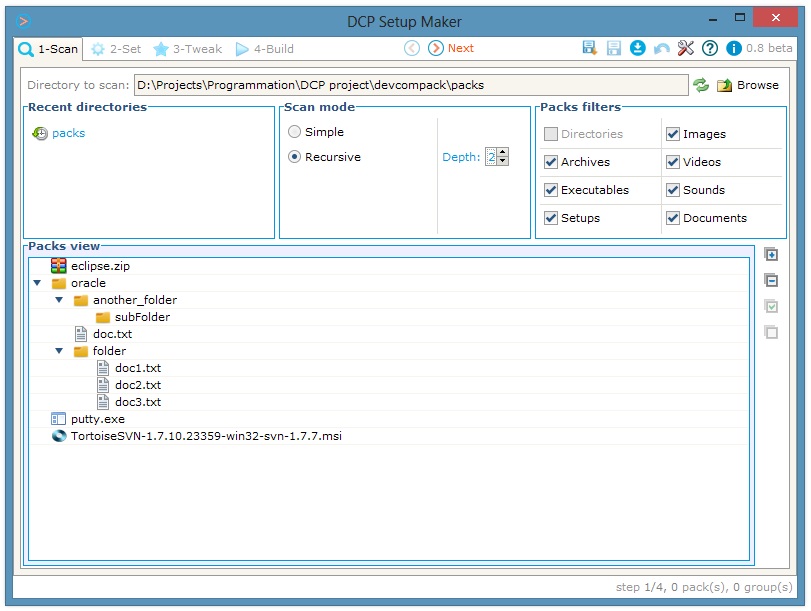 DCP Setup Maker
1-Scan 2-Set 3-Tweak 4-Build Next 0.8 beta
Directory to scan: D:\Projects\Programmation\DCP project\devcompack\packs Browse
Recent directories
packs
Scan mode
Simple
Recursive
Depth: 2
Packs filters
Directories Images
Archives Videos
Executables Sounds
Setups Documents
Packs view
eclipse.zip
oracle
another_folder
subFolder
doc.txt
folder
doc1.txt
doc2.txt
doc3.txt
putty.exe
TortoiseSVN-1.7.10.23359-win32-svn-1.7.7.msi
step 1/4, 0 pack(s), 0 group(s)